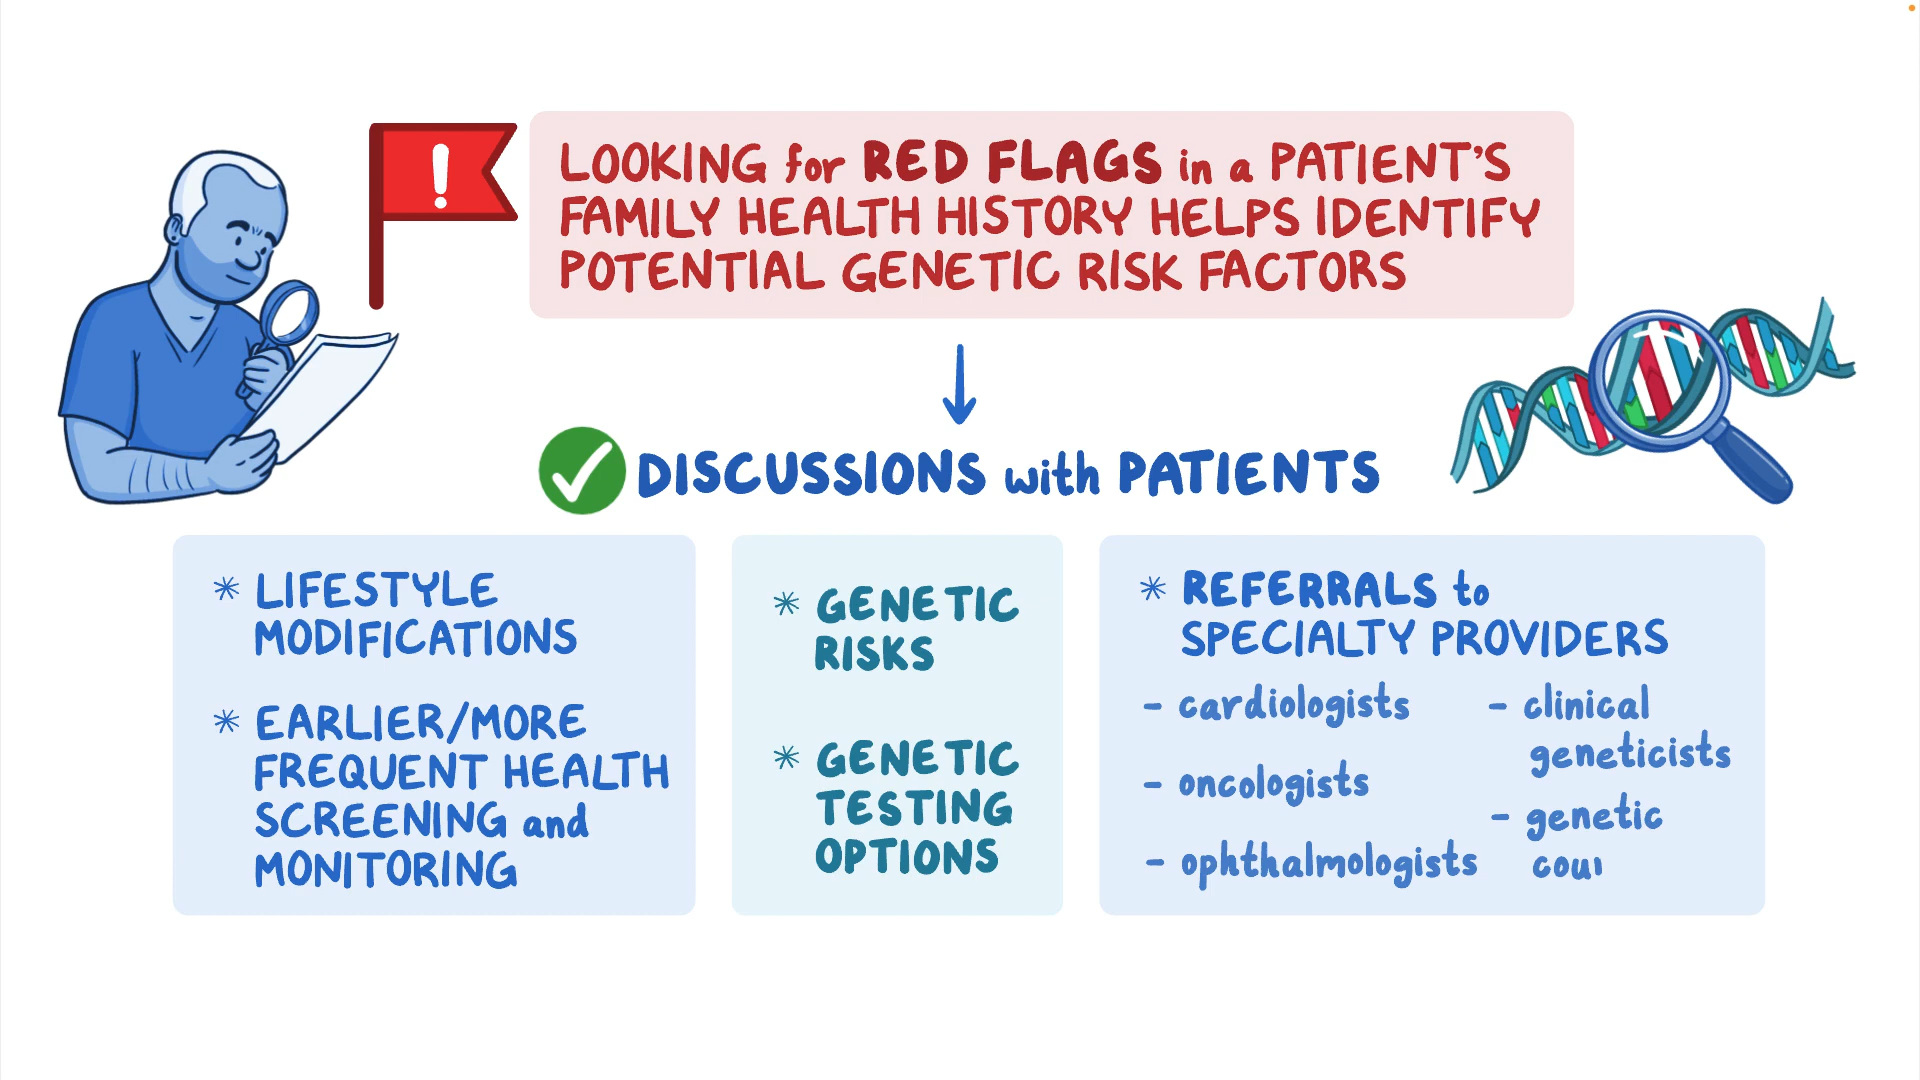 !
LOOKING for RED FLAGS in a PATIENT'S
FAMILY HEALTH HISTORY HELPS IDENTIFY
POTENTIAL GENETIC RISK FACTORS
DISCUSSIONS with PATIENTS
* LIFESTYLE
MODIFICATIONS
* EARLIER/MORE
FREQUENT HEALTH
SCREENING and
MONITORING
* GENETIC
RISKS
* GENETIC
TESTING
OPTIONS
* REFERRALS to
SPECIALTY PROVIDERS
- cardiologists
- oncologists
- ophthalmologists
- clinical
geneticists
- genetic